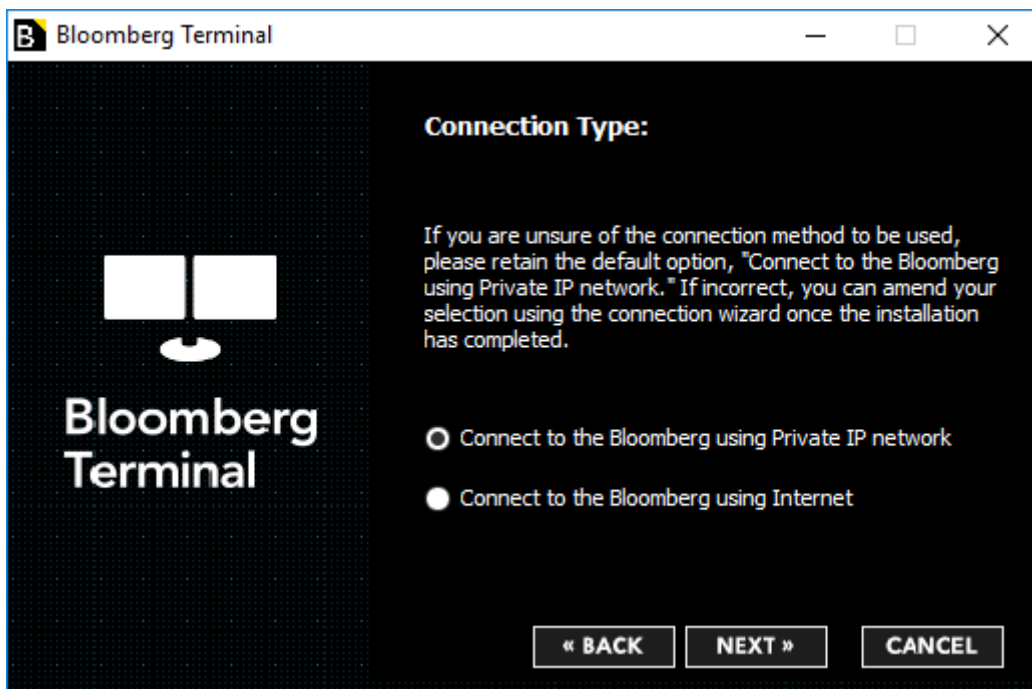 Bloomberg Terminal
Connection Type:
If you are unsure of the connection method to be used,
please retain the default option, "Connect to the Bloomberg
using Private IP network." If incorrect, you can amend your
selection using the connection wizard once the installation
has completed.
Bloomberg
Terminal
Connect to the Bloomberg using Private IP network
Connect to the Bloomberg using Internet
« BACK
NEXT »
CANCEL